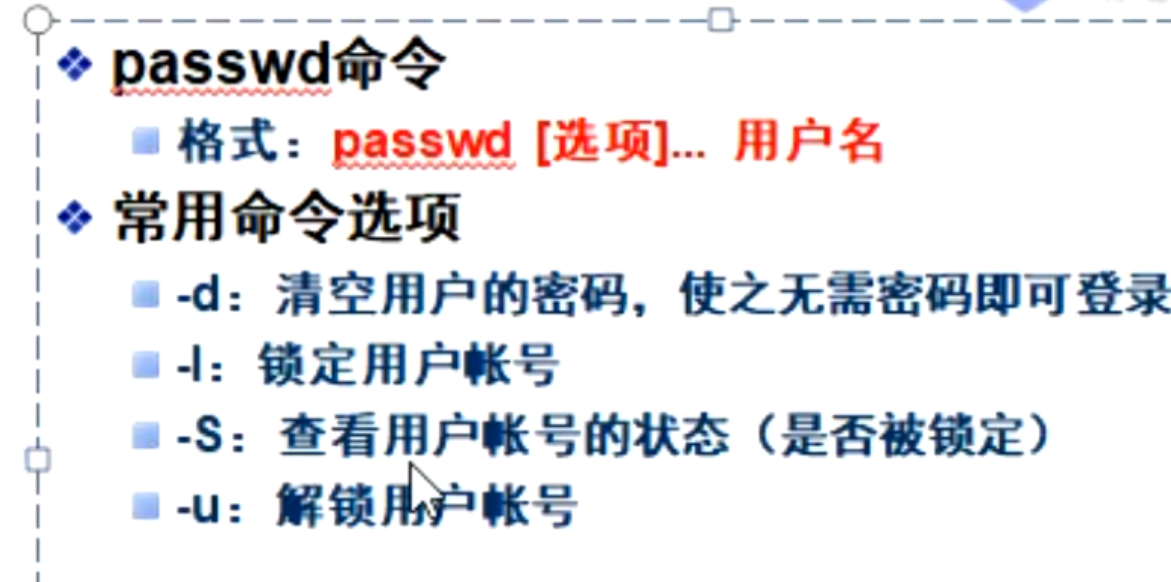 passwd命令
格式：passwd [选项]... 用户名
常用命令选项
-d：清空用户的密码，使之无需密码即可登录
-l：锁定用户帐号
-S：查看用户帐号的状态（是否被锁定）
-u：解锁用户帐号